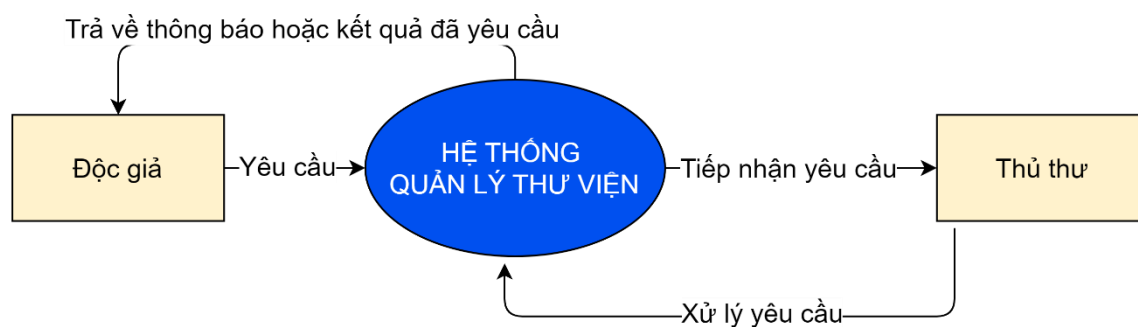 Trả về thông báo hoặc kết quả đã yêu cầu
Độc giả
Yêu cầu
HỆ THỐNG
QUẢN LÝ THƯ VIỆN
Tiếp nhận yêu cầu
Thủ thư
Xử lý yêu cầu